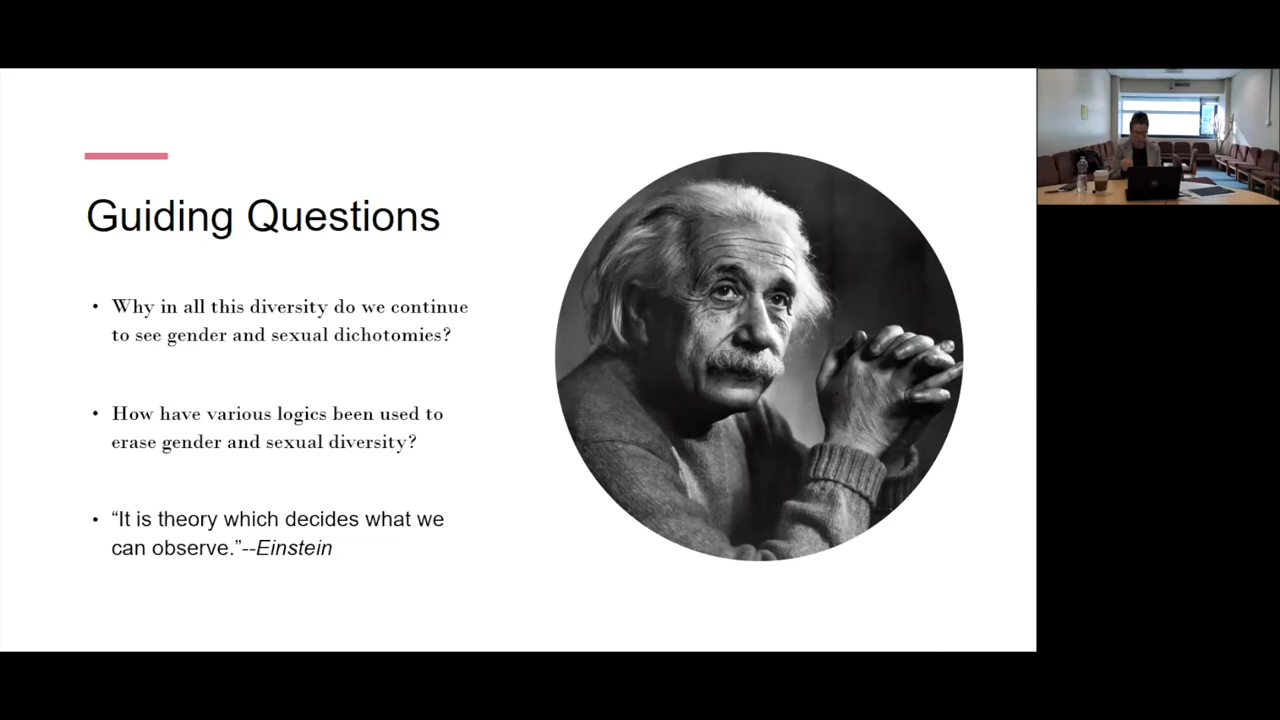 Guiding Questions
• Why in all this diversity do we continue
to see gender and sexual dichotomies?
• How have various logics been used to
erase gender and sexual diversity?
• “It is theory which decides what we
can observe.”--Einstein